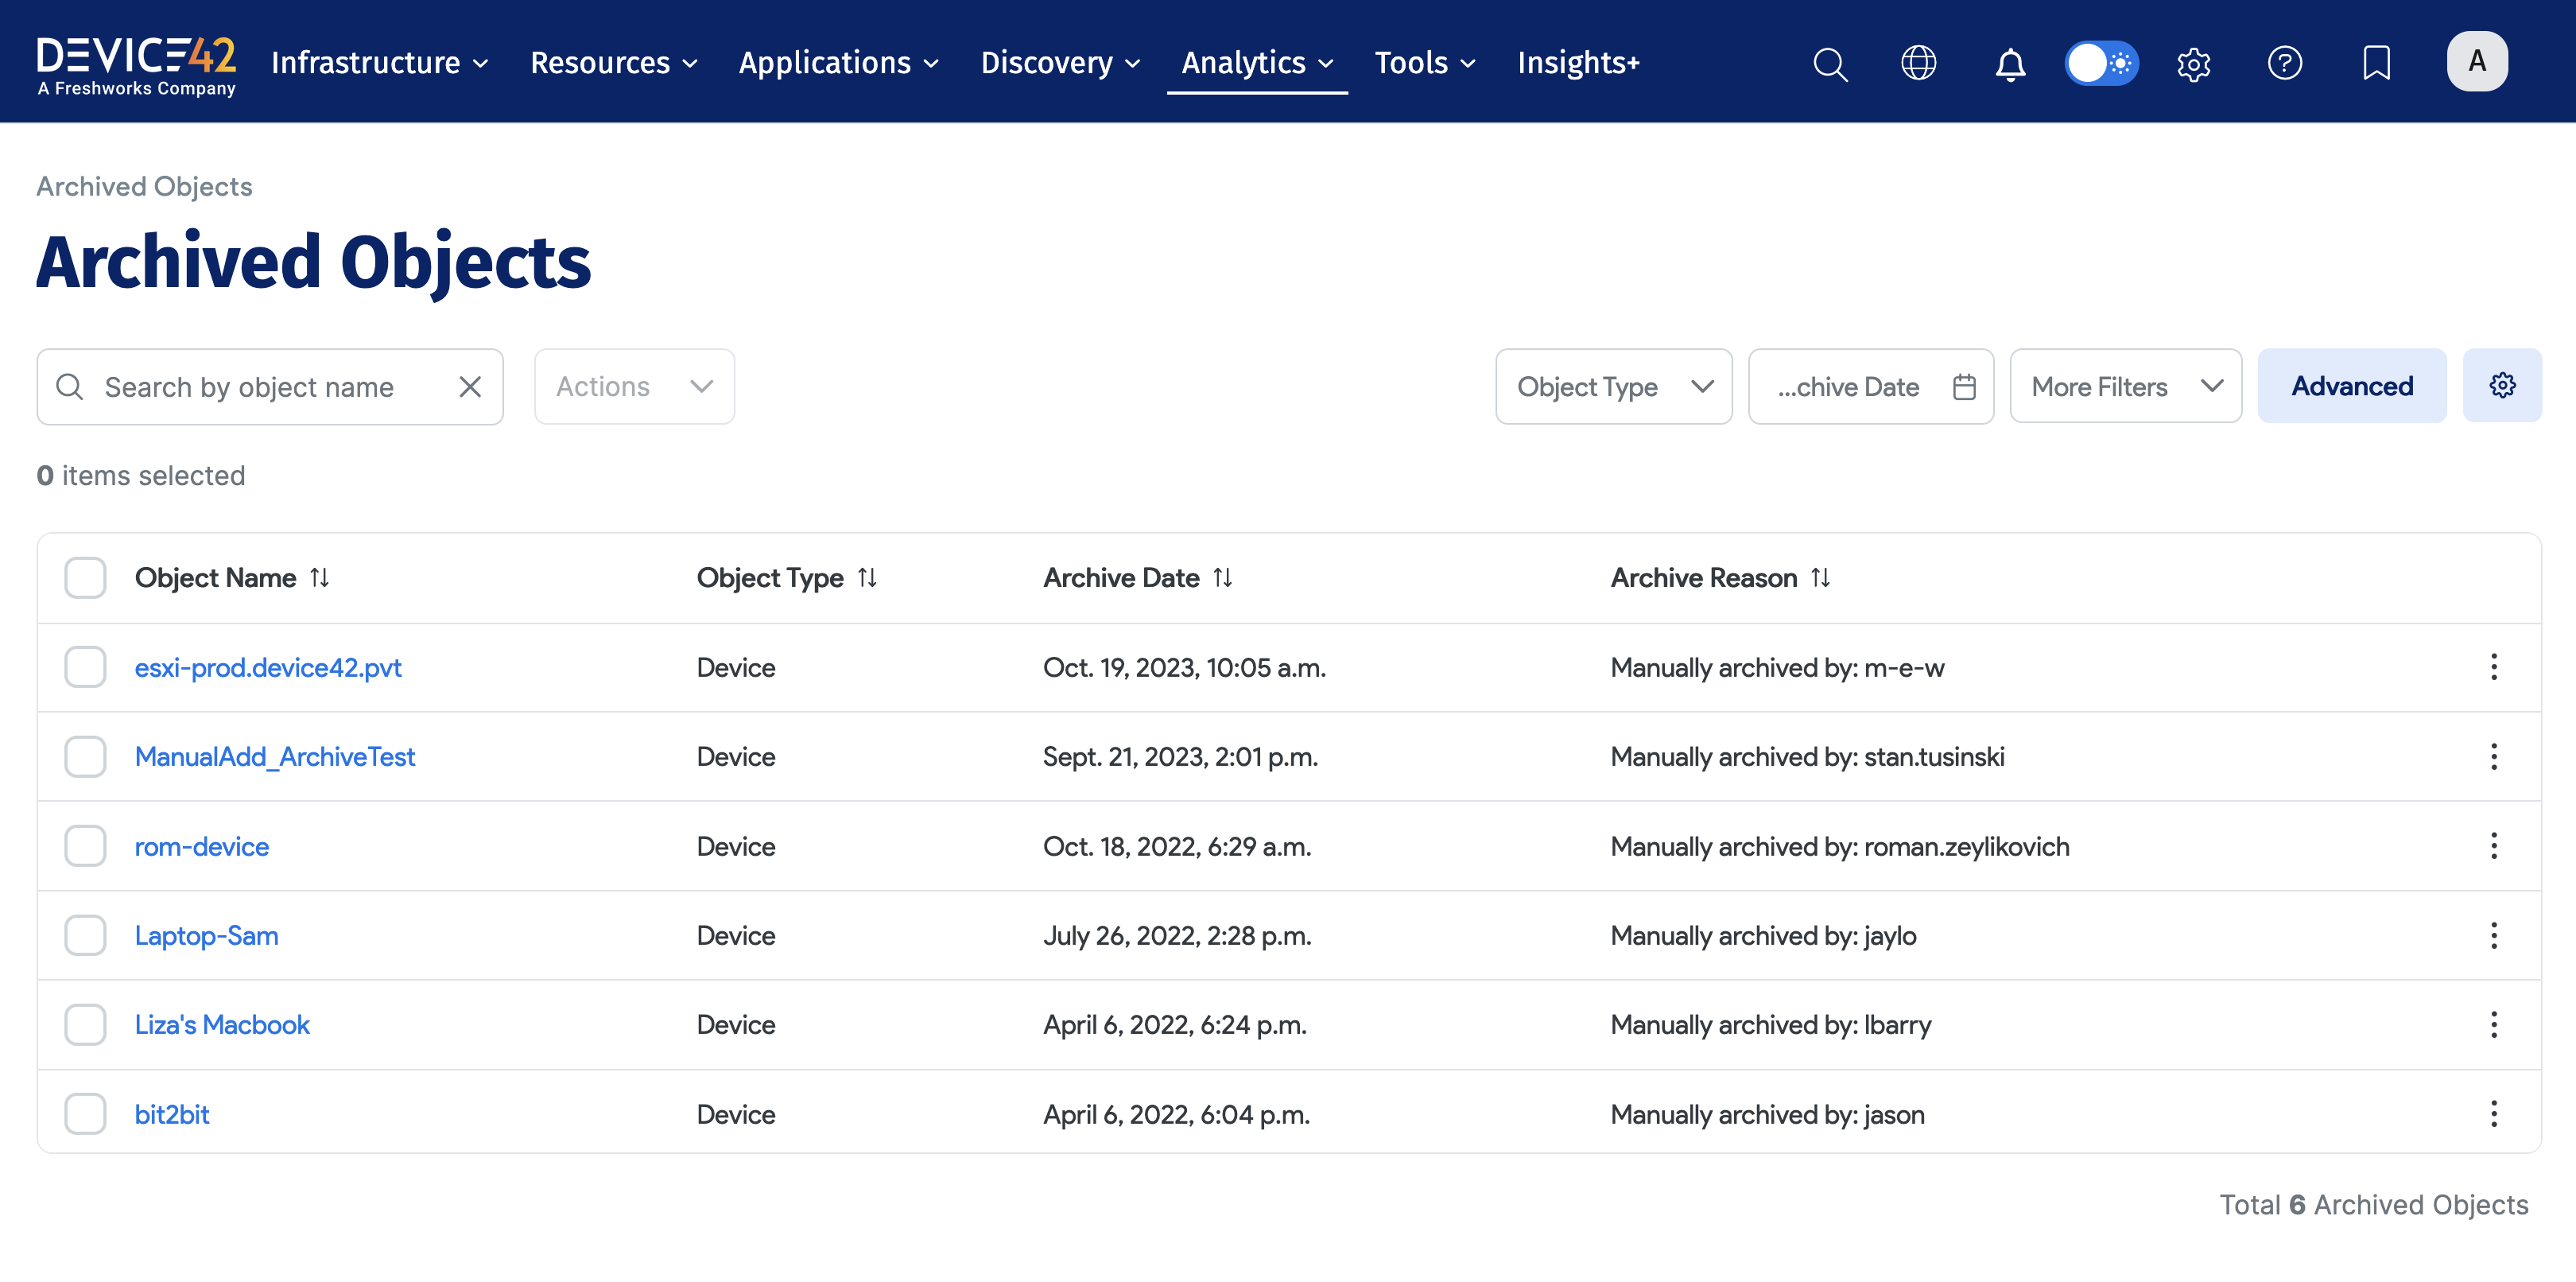 DEVICE42
A Freshworks Company
Infrastructure Resources Applications Discovery Analytics Tools Insights+ A
Archived Objects
Archived Objects
Search by object name Actions Object Type ...chive Date More Filters Advanced
0 items selected
Object Name Object Type Archive Date Archive Reason
esxi-prod.device42.pvt Device Oct. 19, 2023, 10:05 a.m. Manually archived by: m-e-w
ManualAdd_ArchiveTest Device Sept. 21, 2023, 2:01 p.m. Manually archived by: stan.tusinski
rom-device Device Oct. 18, 2022, 6:29 a.m. Manually archived by: roman.zeylikovich
Laptop-Sam Device July 26, 2022, 2:28 p.m. Manually archived by: jaylo
Liza's Macbook Device April 6, 2022, 6:24 p.m. Manually archived by: lbarry
bit2bit Device April 6, 2022, 6:04 p.m. Manually archived by: jason
Total 6 Archived Objects